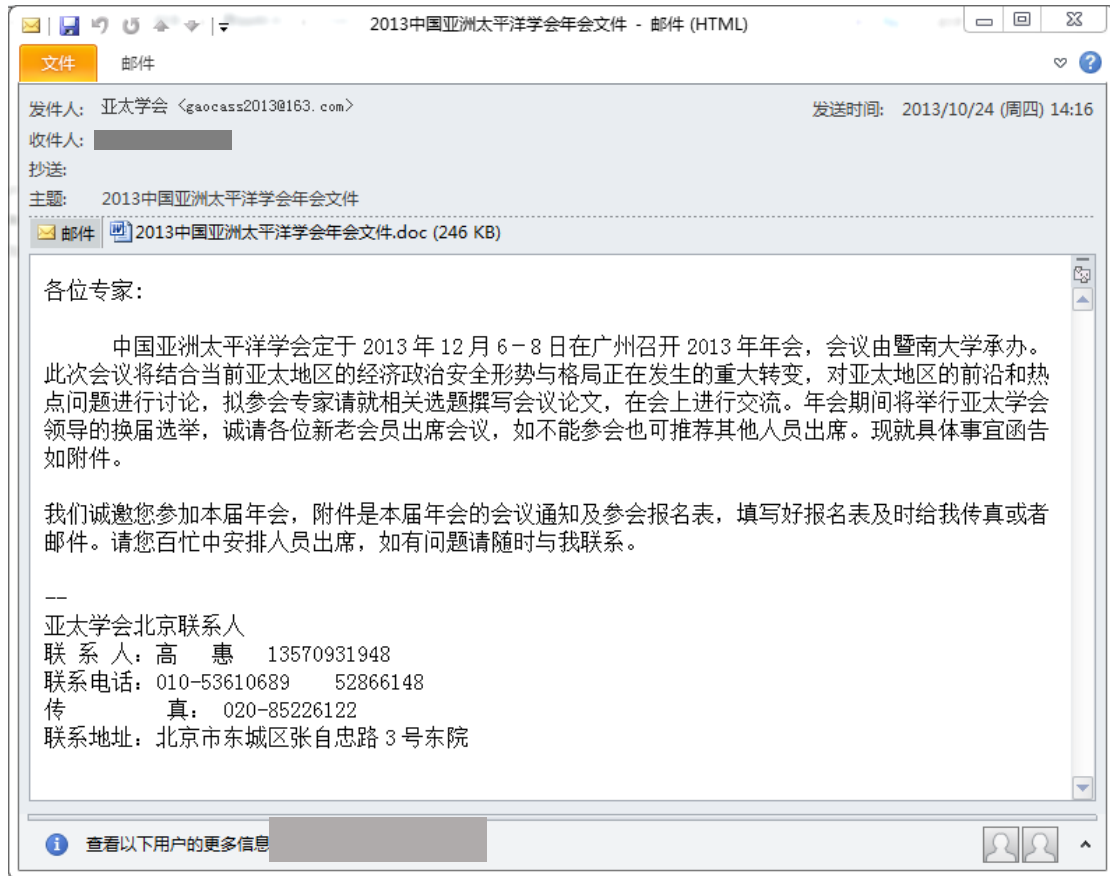 2013中国亚洲太平洋学会年会文件 - 邮件 (HTML)
文件 邮件
发件人: 亚太学会 <gaocass2013@163.com> 发送时间: 2013/10/24 (周四) 14:16
收件人:
抄送:
主题: 2013中国亚洲太平洋学会年会文件
邮件 2013中国亚洲太平洋学会年会文件.doc (246 KB)
各位专家:
中国亚洲太平洋学会定于 2013 年 12 月 6-8 日在广州召开 2013 年年会，会议由暨南大学承办。
此次会议将结合当前亚太地区的经济政治安全形势与格局正在发生的重大转变，对亚太地区的前沿和热
点问题进行讨论，拟参会专家请就相关选题撰写会议论文，在会上进行交流。年会期间将举行亚太学会
领导的换届选举，诚请各位新老会员出席会议，如不能参会也可推荐其他人员出席。现就具体事宜函告
如附件。
我们诚邀您参加本届年会，附件是本届年会的会议通知及参会报名表，填写好报名表及时给我传真或者
邮件。请您百忙中安排人员出席，如有问题请随时与我联系。
--
亚太学会北京联系人
联 系 人: 高 惠 13570931948
联系电话: 010-53610689 52866148
传 真: 020-85226122
联系地址: 北京市东城区张自忠路 3 号东院
查看以下用户的更多信息